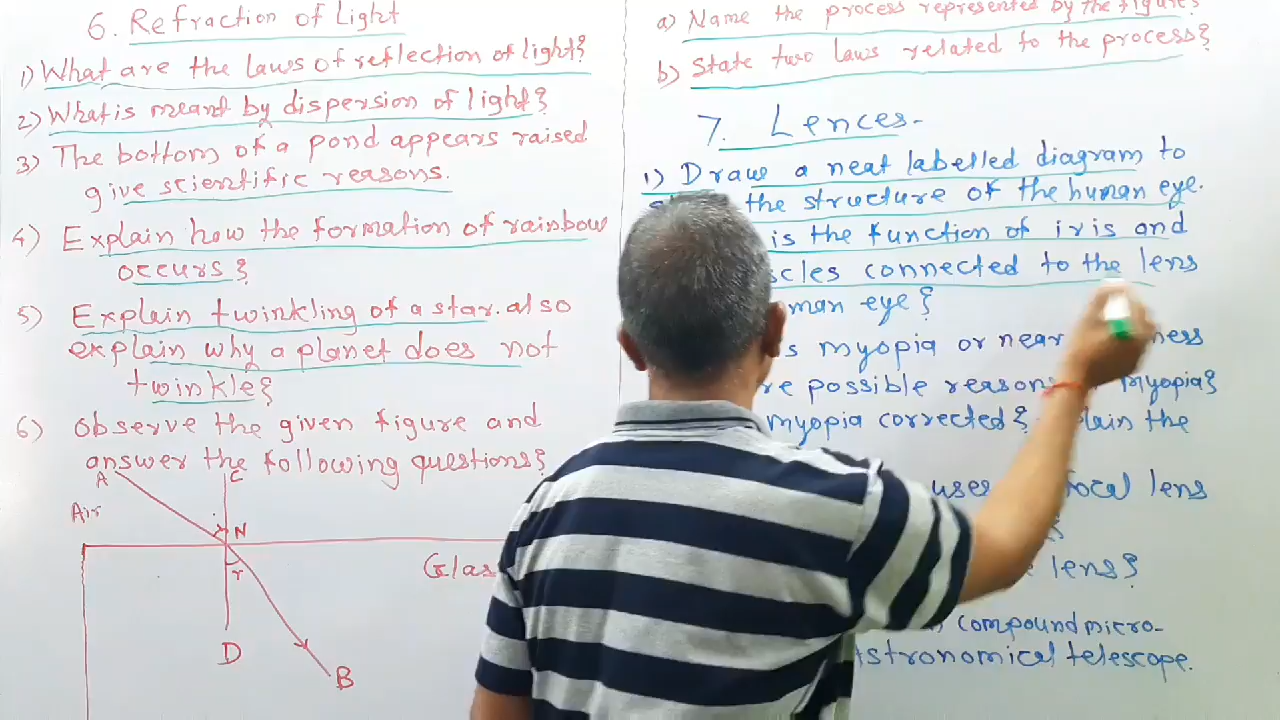 6. Refraction of Light
1) What are the laws of reflection of light?
2) What is meant by dispersion of light?
3) The bottom of a pond appears raised
give scientific reasons.
4) Explain how the formation of rainbow
occurs?
5) Explain twinkling of a star. also
explain why a planet does not
twinkle?
6) Observe the given figure and
answer the following questions?
A
C
Air
i
N
r
Glas
D
B
a) Name the process represented by the figure?
b) State two laws related to the process?
7. Lences-
1) Draw a neat labelled diagram to
the structure of the human eye.
is the function of iris and
connected to the lens
eye?
myopia or near
possible reasons myopia?
myopia corrected? the
uses lens
lens?
compound micro-
Astronomical telescope.